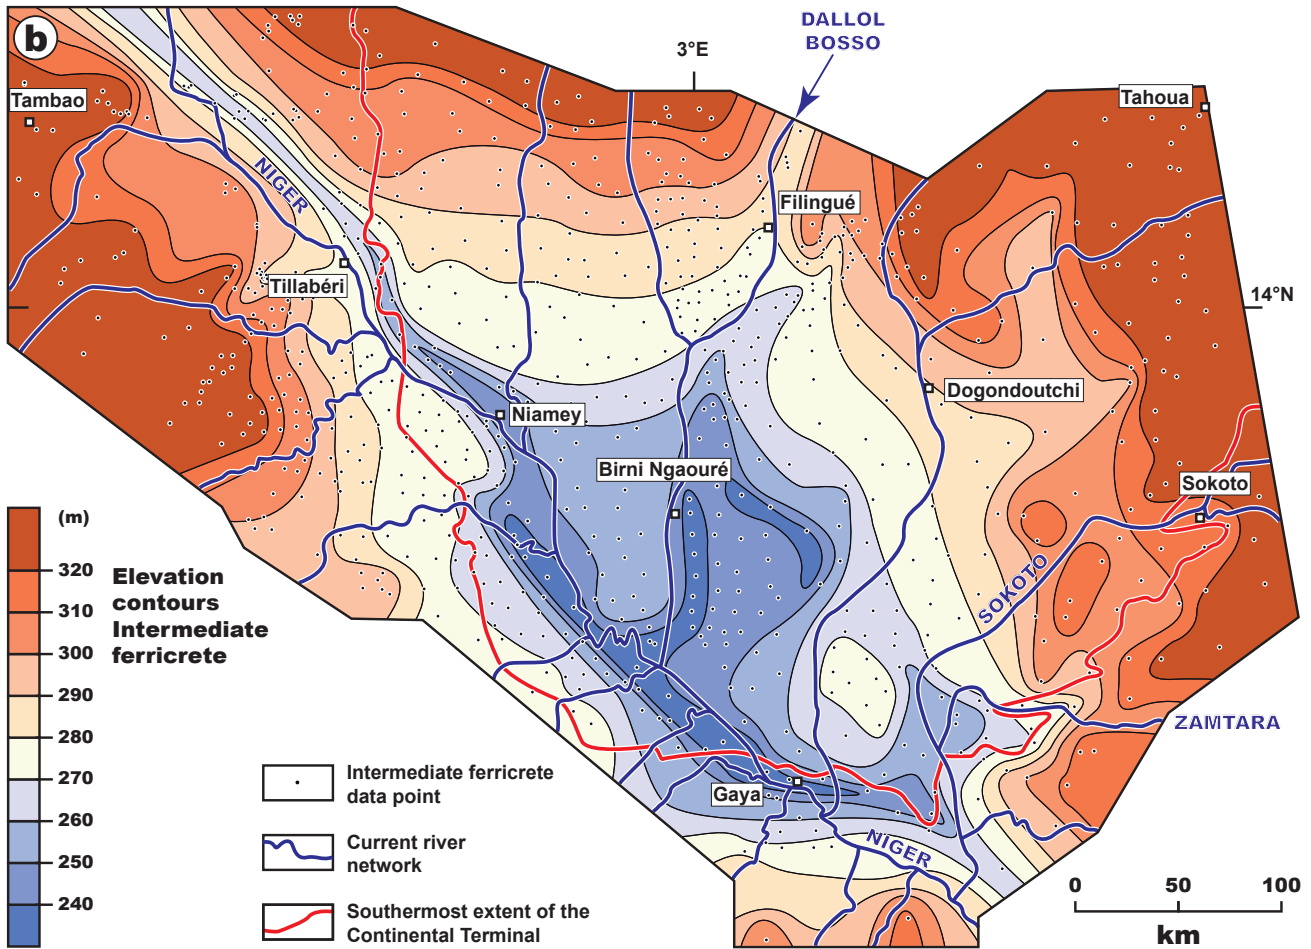 b
DALLOL
BOSSO
3°E
Tambao
Tahoua
NIGER
Filingué
Tillabéri
14°N
Dogondoutchi
Niamey
Birni Ngaouré
Sokoto
(m)
320
310
300
290
280
270
260
250
240
Elevation
contours
Intermediate
ferricrete
SOKOTO
ZAMTARA
Intermediate ferricrete
data point
Gaya
NIGER
Current river
network
0 50 100
km
Southermost extent of the
Continental Terminal